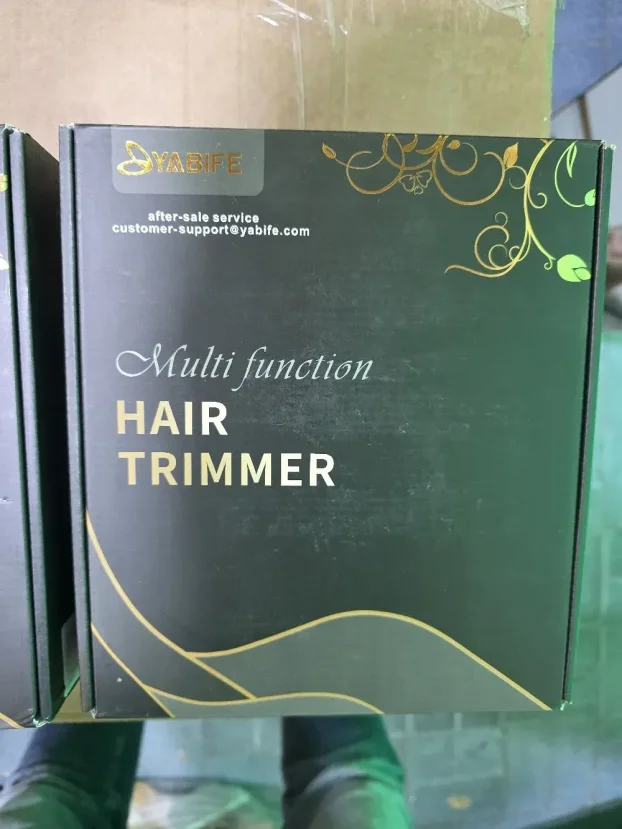 YABIFE
after-sale service
customer-support@yabife.com
Multi function
HAIR
TRIMMER